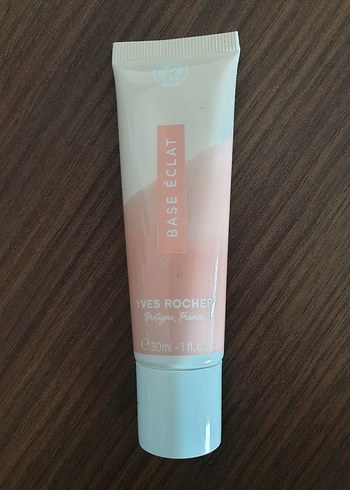 BASE ÉCLAT
YVES ROCHER
Bretagne, France
℮ 30ml - 1 fl. oz